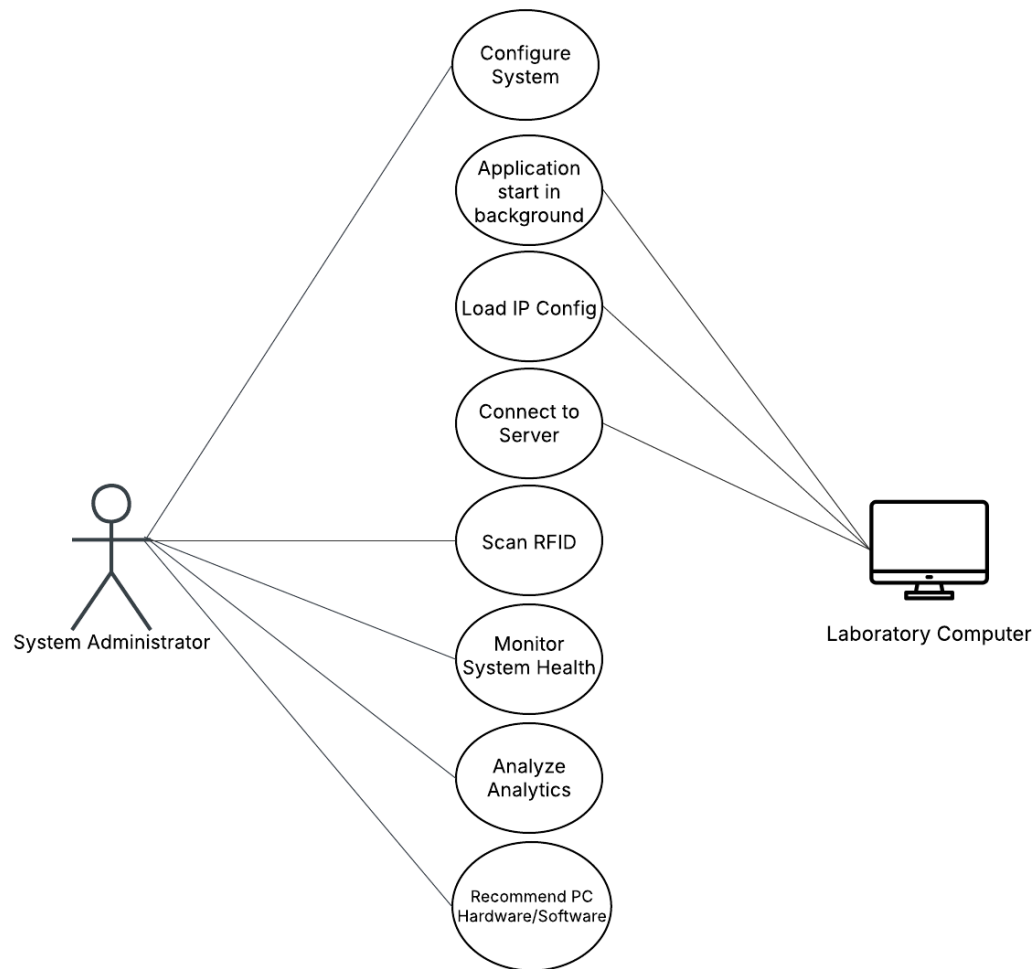 Configure
System
Application
start in
background
Load IP Config
Connect to
Server
Scan RFID
System Administrator
Laboratory Computer
Monitor
System Health
Analyze
Analytics
Recommend PC
Hardware/Software